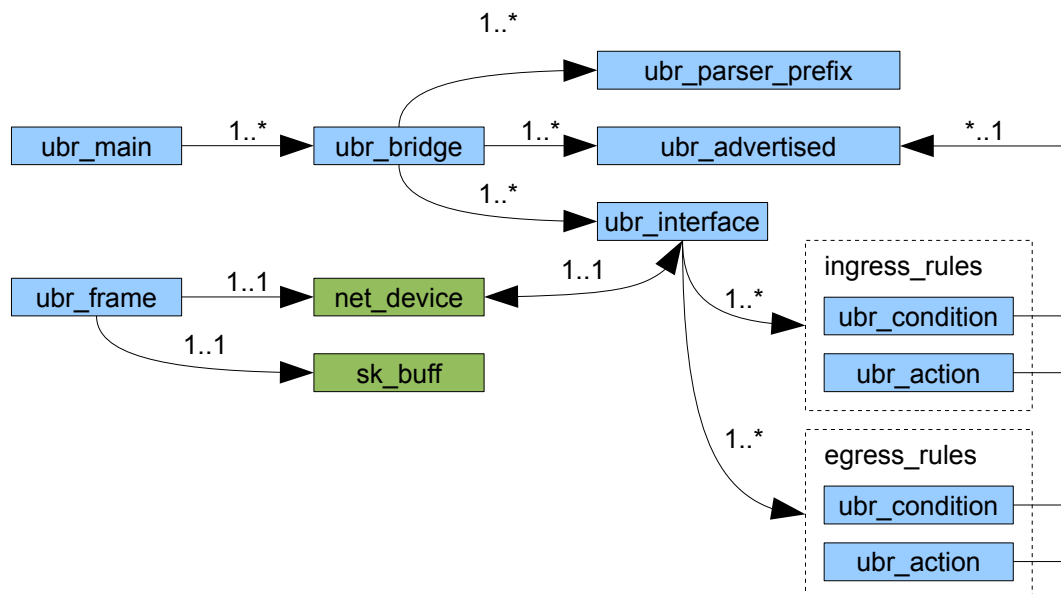 1..*
ubr_parser_prefix
ubr_main
1..*
ubr_bridge
1..*
ubr_advertised
*..1
1..*
ubr_interface
ubr_frame
1..1
net_device
1..1
1..1
sk_buff
1..*
ingress_rules
ubr_condition
ubr_action
1..*
egress_rules
ubr_condition
ubr_action